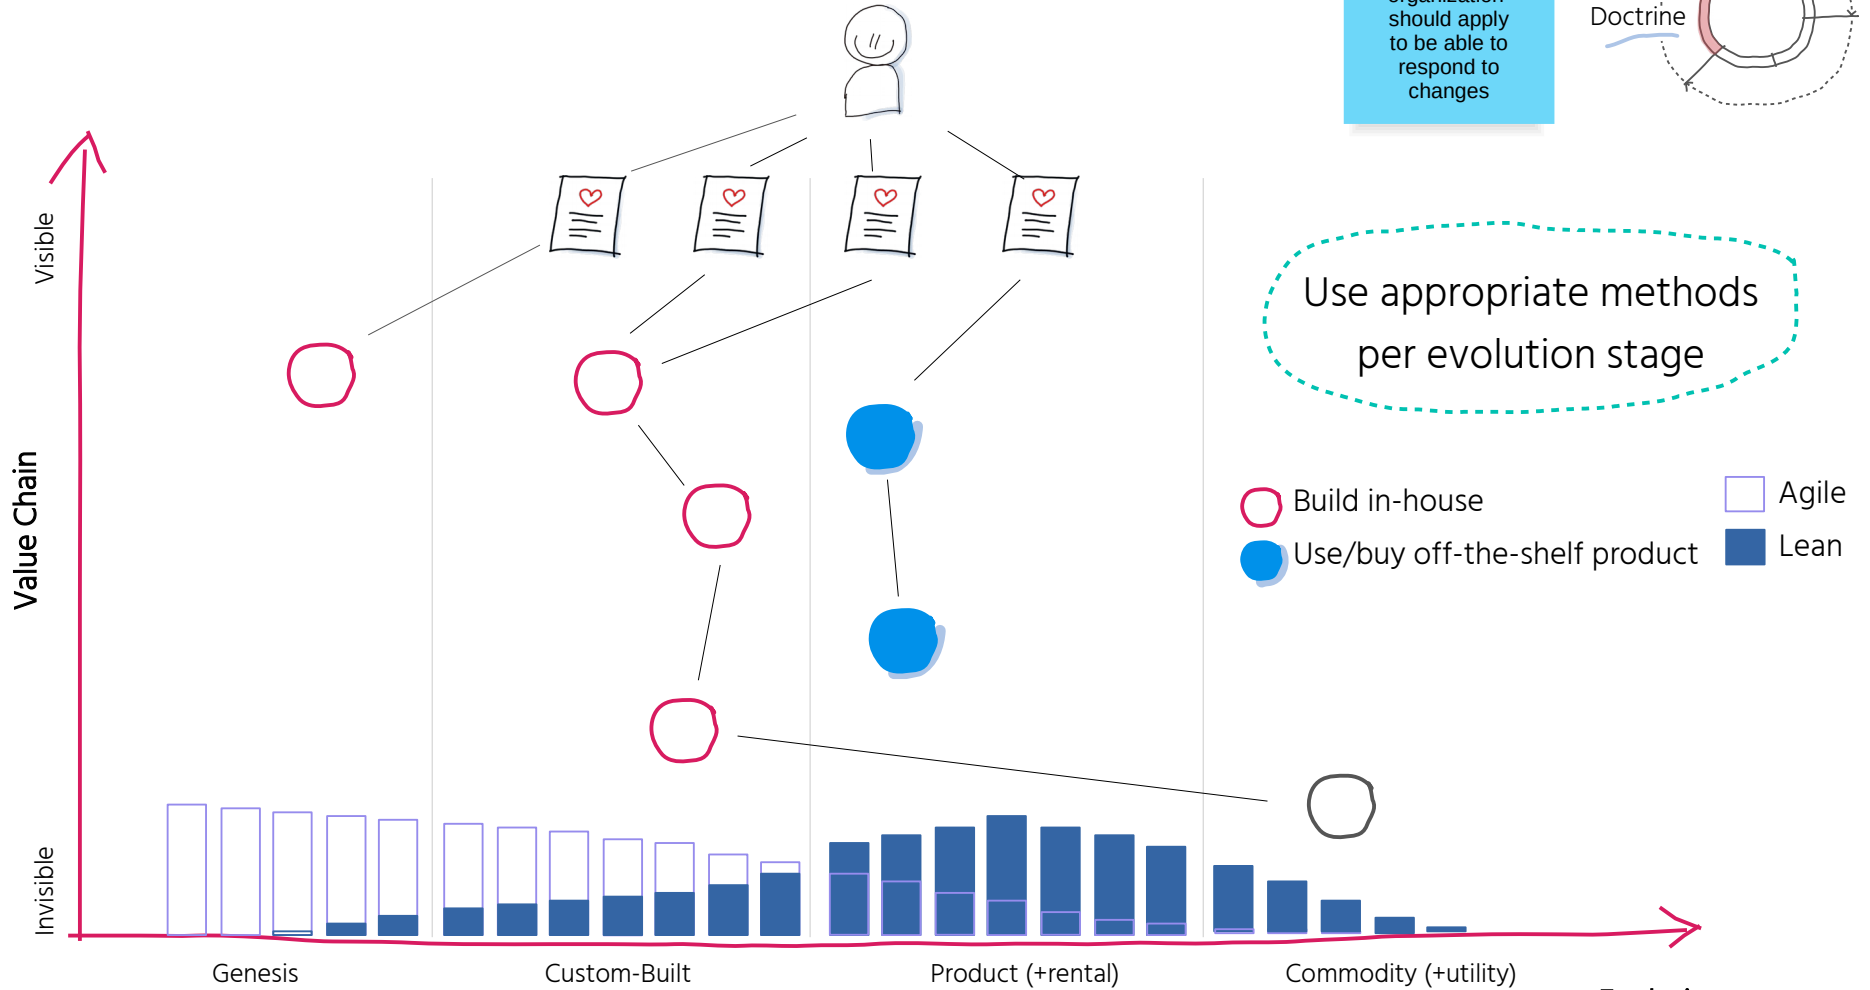 should apply
to be able to
respond to
changes
Doctrine
Visible
Value Chain
Invisible
Use appropriate methods
per evolution stage
Build in-house
Use/buy off-the-shelf product
Agile
Lean
Genesis
Custom-Built
Product (+rental)
Commodity (+utility)